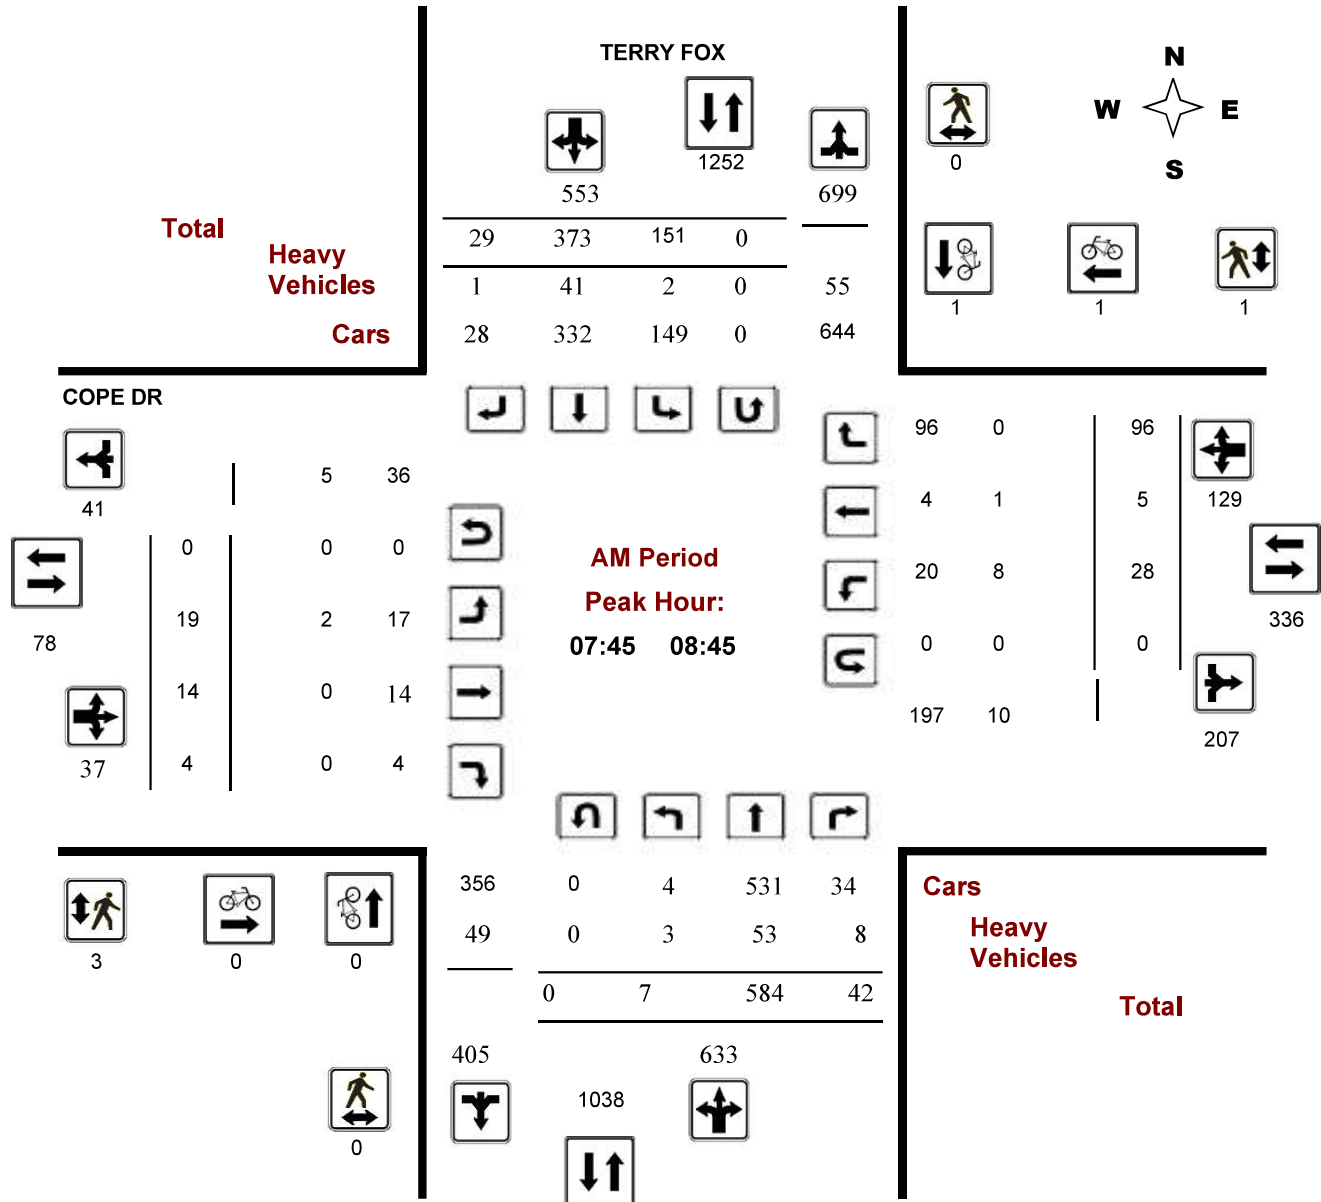 TERRY FOX
N
W E
S
1252
0
553 699
Total
29 373 151 0
Heavy
Vehicles
1 41 2 0 55
1 1 1
Cars
28 332 149 0 644
COPE DR
96 0 96
5 36
41
4 1 5 129
0 0 0
AM Period
20 8 28
Peak Hour:
19 2 17
336
78
07:45 08:45
0 0 0
14 0 14
197 10
207
37 4 0 4
356 0 4 531 34
Cars
49 0 3 53 8
Heavy
Vehicles
3 0 0
0 7 584 42
Total
405 633
1038
0